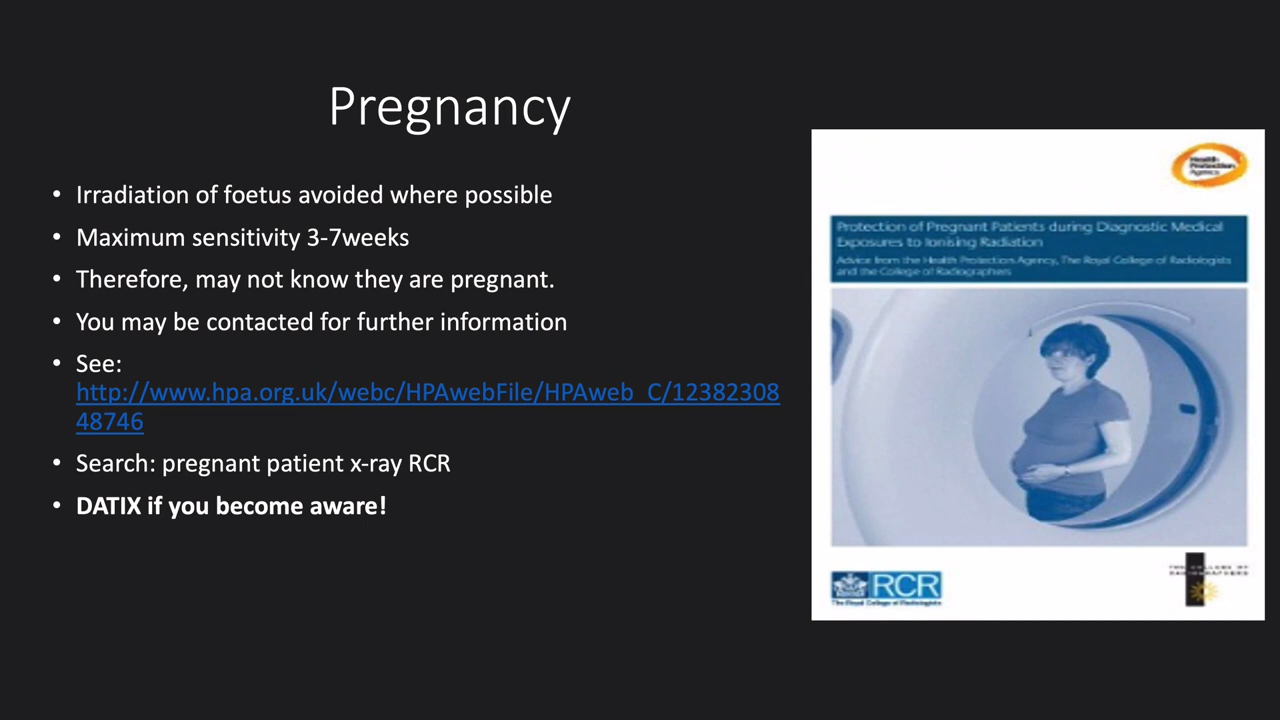 Pregnancy
• Irradiation of foetus avoided where possible
• Maximum sensitivity 3-7weeks
• Therefore, may not know they are pregnant.
• You may be contacted for further information
• See:
http://www.hpa.org.uk/webc/HPAwebFile/HPAweb_C/12382308
48746
• Search: pregnant patient x-ray RCR
• DATIX if you become aware!
Health
Protection
Agency
Protection of Pregnant Patients during Diagnostic Medical
Exposures to Ionising Radiation
Advice from the Health Protection Agency, The Royal College of Radiologists
and the College of Radiographers
RCR
The Royal College of Radiologists
THE COLLEGE OF
RADIOGRAPHERS